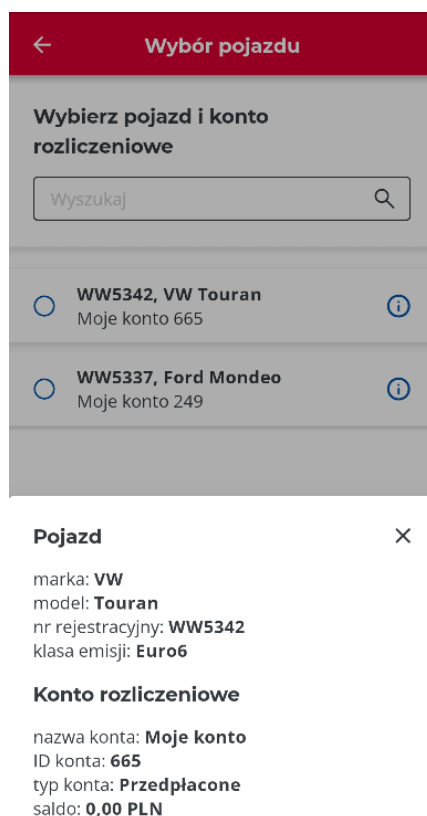 Wybór pojazdu
Wybierz pojazd i konto
rozliczeniowe
Wyszukaj
WW5342, VW Touran
Moje konto 665
WW5337, Ford Mondeo
Moje konto 249
Pojazd
marka: VW
model: Touran
nr rejestracyjny: WW5342
klasa emisji: Euro6
Konto rozliczeniowe
nazwa konta: Moje konto
ID konta: 665
typ konta: Przedpłacone
saldo: 0,00 PLN